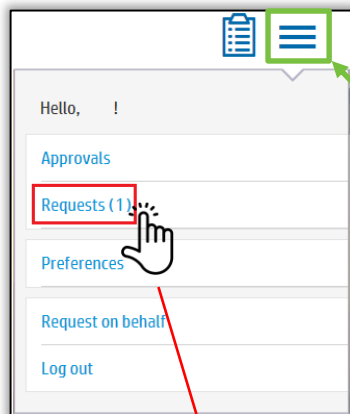 Hello, !
Approvals
Requests (1)
Preferences
Request on behalf
Log out